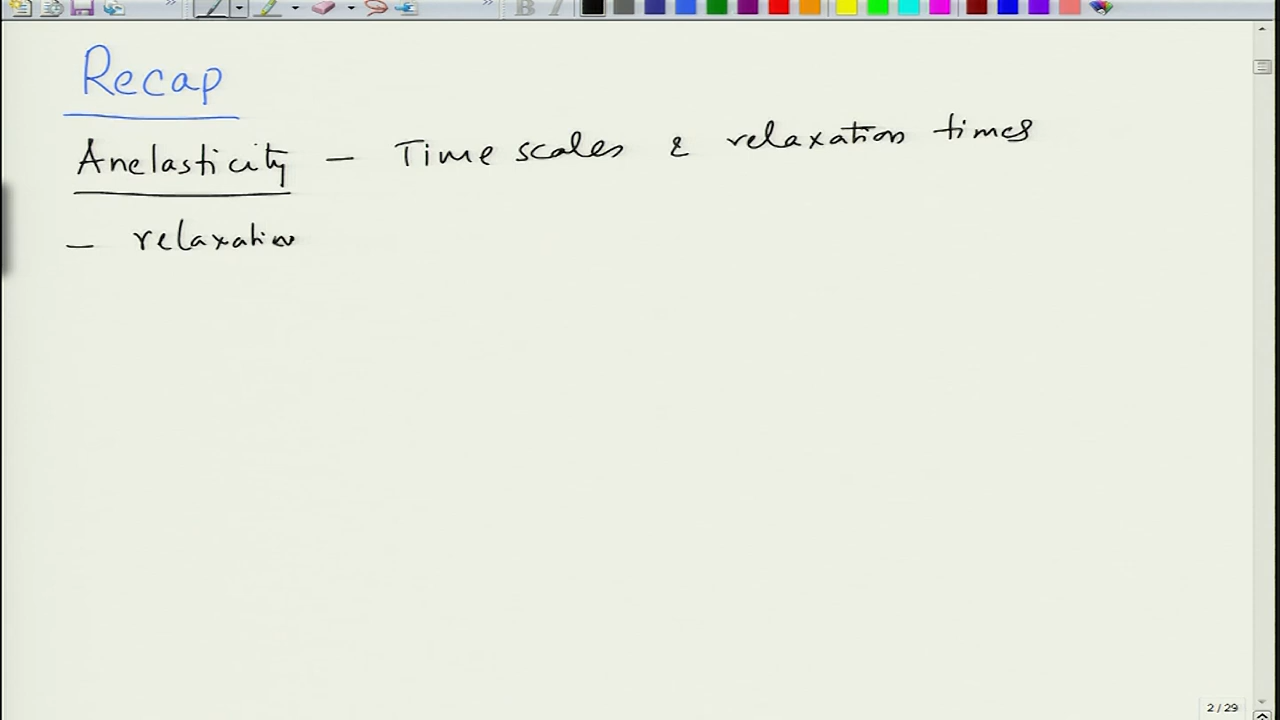 B I
Recap
Anelasticity - Time scales & relaxation times
- relaxation
2 / 29